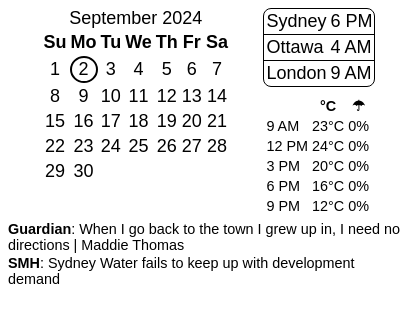 September 2024
Su Mo Tu We Th Fr Sa
1 2 3 4 5 6 7
8 9 10 11 12 13 14
15 16 17 18 19 20 21
22 23 24 25 26 27 28
29 30
Sydney 6 PM
Ottawa 4 AM
London 9 AM
°C ☂
9 AM 23°C 0%
12 PM 24°C 0%
3 PM 20°C 0%
6 PM 16°C 0%
9 PM 12°C 0%
Guardian: When I go back to the town I grew up in, I need no
directions | Maddie Thomas
SMH: Sydney Water fails to keep up with development
demand